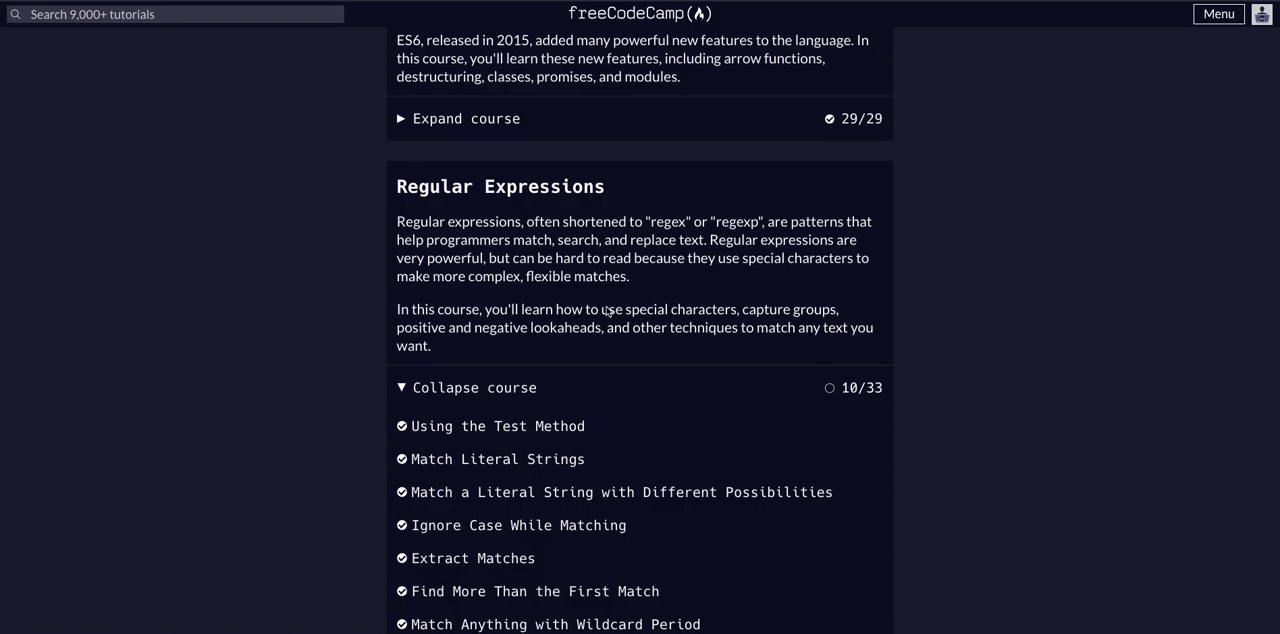 Search 9,000+ tutorials
freeCodeCamp
Menu
ES6, released in 2015, added many powerful new features to the language. In
this course, you'll learn these new features, including arrow functions,
destructuring, classes, promises, and modules.
Expand course
29/29
Regular Expressions
Regular expressions, often shortened to "regex" or "regexp", are patterns that
help programmers match, search, and replace text. Regular expressions are
very powerful, but can be hard to read because they use special characters to
make more complex, flexible matches.
In this course, you'll learn how to use special characters, capture groups,
positive and negative lookaheads, and other techniques to match any text you
want.
Collapse course
10/33
Using the Test Method
Match Literal Strings
Match a Literal String with Different Possibilities
Ignore Case While Matching
Extract Matches
Find More Than the First Match
Match Anything with Wildcard Period